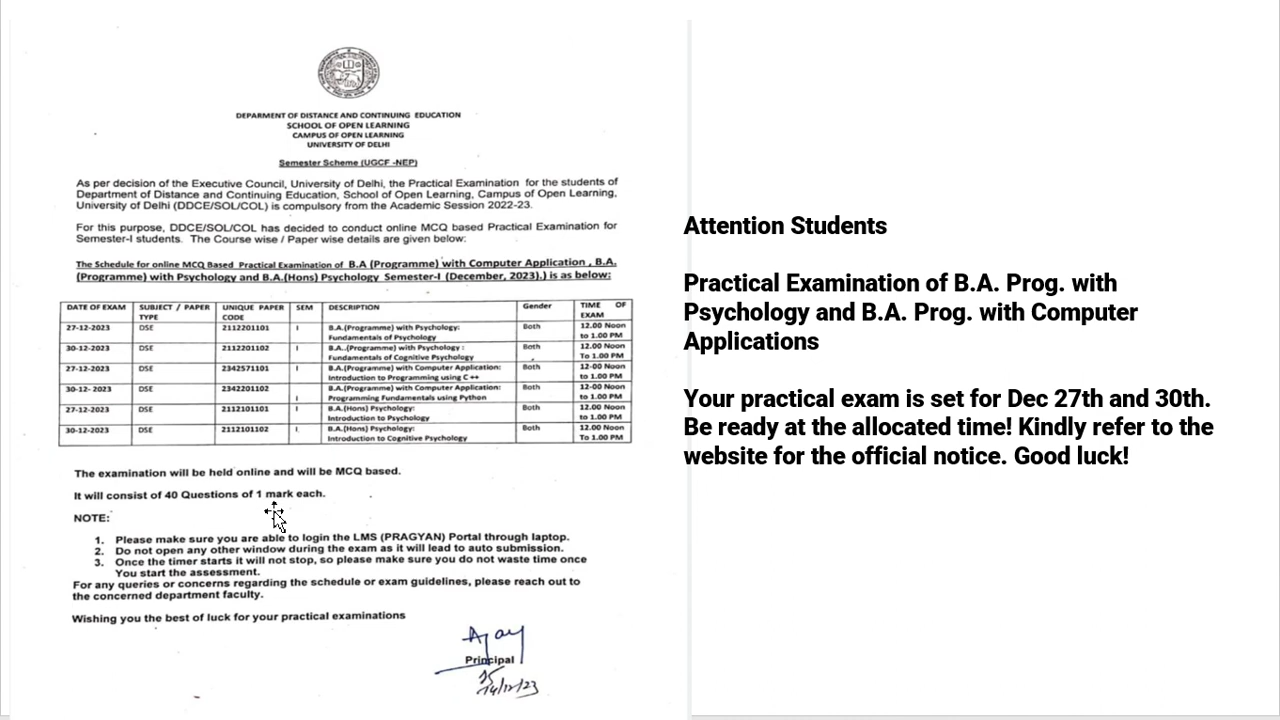 DEPARMENT OF DISTANCE AND CONTINUING EDUCATION
SCHOOL OF OPEN LEARNING
CAMPUS OF OPEN LEARNING
UNIVERSITY OF DELHI
Semester Scheme (UGCF -NEP)
As per decision of the Executive Council, University of Delhi, the Practical Examination for the students of
Department of Distance and Continuing Education, School of Open Learning, Campus of Open Learning,
University of Delhi (DDCE/SOL/COL) is compulsory from the Academic Session 2022-23.
For this purpose, DDCE/SOL/COL has decided to conduct online MCQ based Practical Examination for
Semester-I students. The Course wise / Paper wise details are given below:
The Schedule for online MCQ Based Practical Examination of B.A (Programme) with Computer Application , B.A.
(Programme) with Psychology and B.A.(Hons) Psychology Semester-I (December, 2023).) is as below:
DATE OF EXAM SUBJECT / PAPER TYPE UNIQUE PAPER CODE SEM DESCRIPTION Gender TIME OF EXAM
27-12-2023 DSE 2112201101 I B.A.(Programme) with Psychology: Both 12.00 Noon
Fundamentals of Psychology to 1.00 PM
30-12-2023 DSE 2112201102 I B.A..(Programme) with Psychology : Both 12.00 Noon
Fundamentals of Cognitive Psychology To 1.00 PM
27-12-2023 DSE 2342571101 I B.A.(Programme) with Computer Application: Both 12-00 Noon
Introduction to Programming using C++ to 1.00 PM
30-12- 2023 DSE 2342201102 I B.A.(Programme) with Computer Application: Both 12-00 Noon
Programming Fundamentals using Python to 1.00 PM
27-12-2023 DSE 2112101101 I B.A.(Hons) Psychology: Both 12.00 Noon
Introduction to Psychology to 1.00 PM
30-12-2023 DSE 2112101102 I. B.A.(Hons) Psychology: Both 12.00 Noon
Introduction to Cognitive Psychology To 1.00 PM
The examination will be held online and will be MCQ based.
It will consist of 40 Questions of 1 mark each.
NOTE:
1. Please make sure you are able to login the LMS (PRAGYAN) Portal through laptop.
2. Do not open any other window during the exam as it will lead to auto submission.
3. Once the timer starts it will not stop, so please make sure you do not waste time once
You start the assessment.
For any queries or concerns regarding the schedule or exam guidelines, please reach out to
the concerned department faculty.
Wishing you the best of luck for your practical examinations
Ajay
Principal
14/12/23
Attention Students
Practical Examination of B.A. Prog. with
Psychology and B.A. Prog. with Computer
Applications
Your practical exam is set for Dec 27th and 30th.
Be ready at the allocated time! Kindly refer to the
website for the official notice. Good luck!